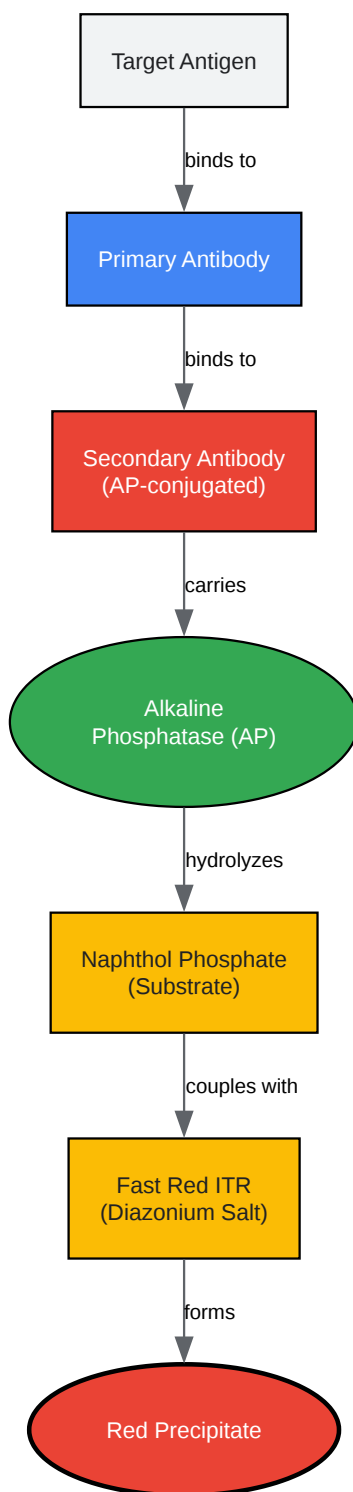 Target Antigen
binds to
Primary Antibody
binds to
Secondary Antibody
(AP-conjugated)
carries
Alkaline
Phosphatase (AP)
hydrolyzes
Naphthol Phosphate
(Substrate)
couples with
Fast Red ITR
(Diazonium Salt)
forms
Red Precipitate